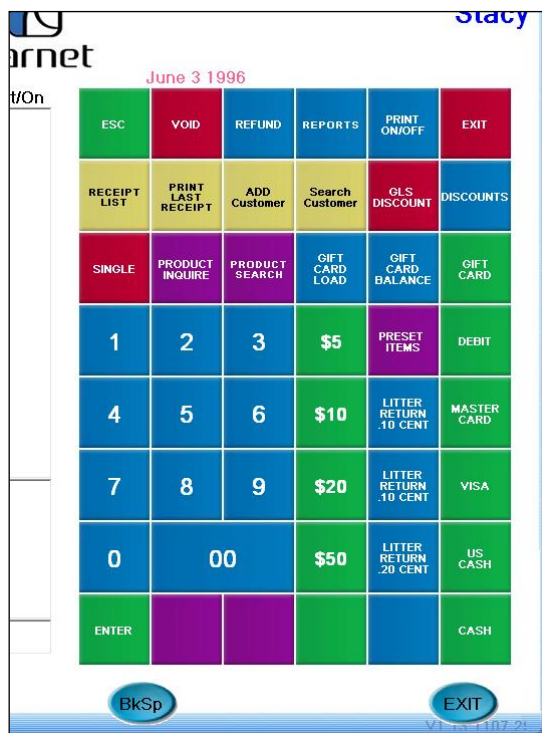 Stacy
arnet
June 3 1996
t/On
ESC
VOID
REFUND
REPORTS
PRINT
ON/OFF
EXIT
RECEIPT
LIST
PRINT
LAST
RECEIPT
ADD
Customer
Search
Customer
GLS
DISCOUNT
DISCOUNTS
SINGLE
PRODUCT
INQUIRE
PRODUCT
SEARCH
GIFT
CARD
LOAD
GIFT
CARD
BALANCE
GIFT
CARD
1
2
3
$5
PRESET
ITEMS
DEBIT
4
5
6
$10
LITTER
RETURN
.10 CENT
MASTER
CARD
7
8
9
$20
LITTER
RETURN
.10 CENT
VISA
0
00
$50
LITTER
RETURN
.20 CENT
US
CASH
ENTER
CASH
BkSp
EXIT